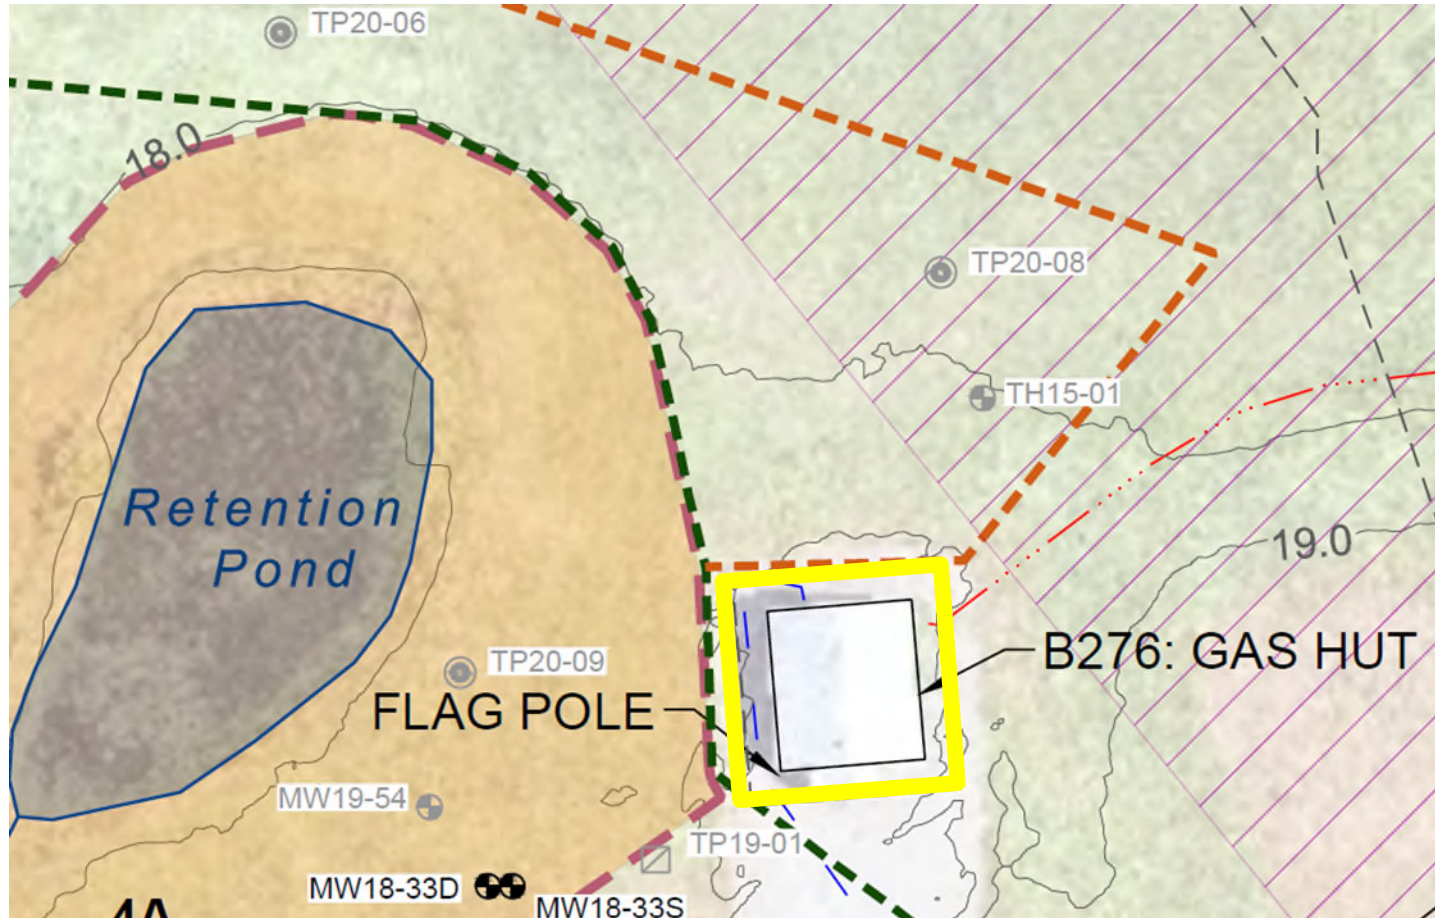 TP20-06
18.0
TP20-08
TH15-01
Retention
Pond
19.0
B276: GAS HUT
TP20-09
FLAG POLE
MW19-54
TP19-01
MW18-33D
MW18-33S
4A